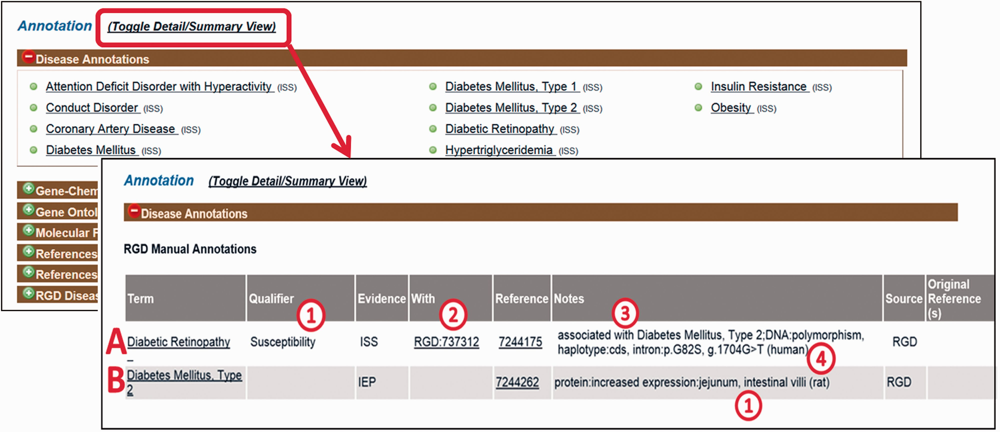 Annotation (Toggle Detail/Summary View)
Disease Annotations
Attention Deficit Disorder with Hyperactivity (ISS)
Conduct Disorder (ISS)
Coronary Artery Disease (ISS)
Diabetes Mellitus (ISS)
Diabetes Mellitus, Type 1 (ISS)
Diabetes Mellitus, Type 2 (ISS)
Diabetic Retinopathy (ISS)
Hypertriglyceridemia (ISS)
Insulin Resistance (ISS)
Obesity (ISS)
Gene-Chem
Gene Ontol
Molecular F
References
References
RGD Diseas
Annotation (Toggle Detail/Summary View)
Disease Annotations
RGD Manual Annotations
Term Qualifier Evidence With Reference Notes Source Original
Reference
(s)
1 2 3
A Diabetic Retinopathy Susceptibility ISS RGD:737312 7244175 associated with Diabetes Mellitus, Type 2;DNA:polymorphism, RGD
haplotype:cds, intron:p.G82S, g.1704G>T (human)
4
B Diabetes Mellitus, Type IEP 7244262 protein:increased expression:jejunum, intestinal villi (rat) RGD
2
1